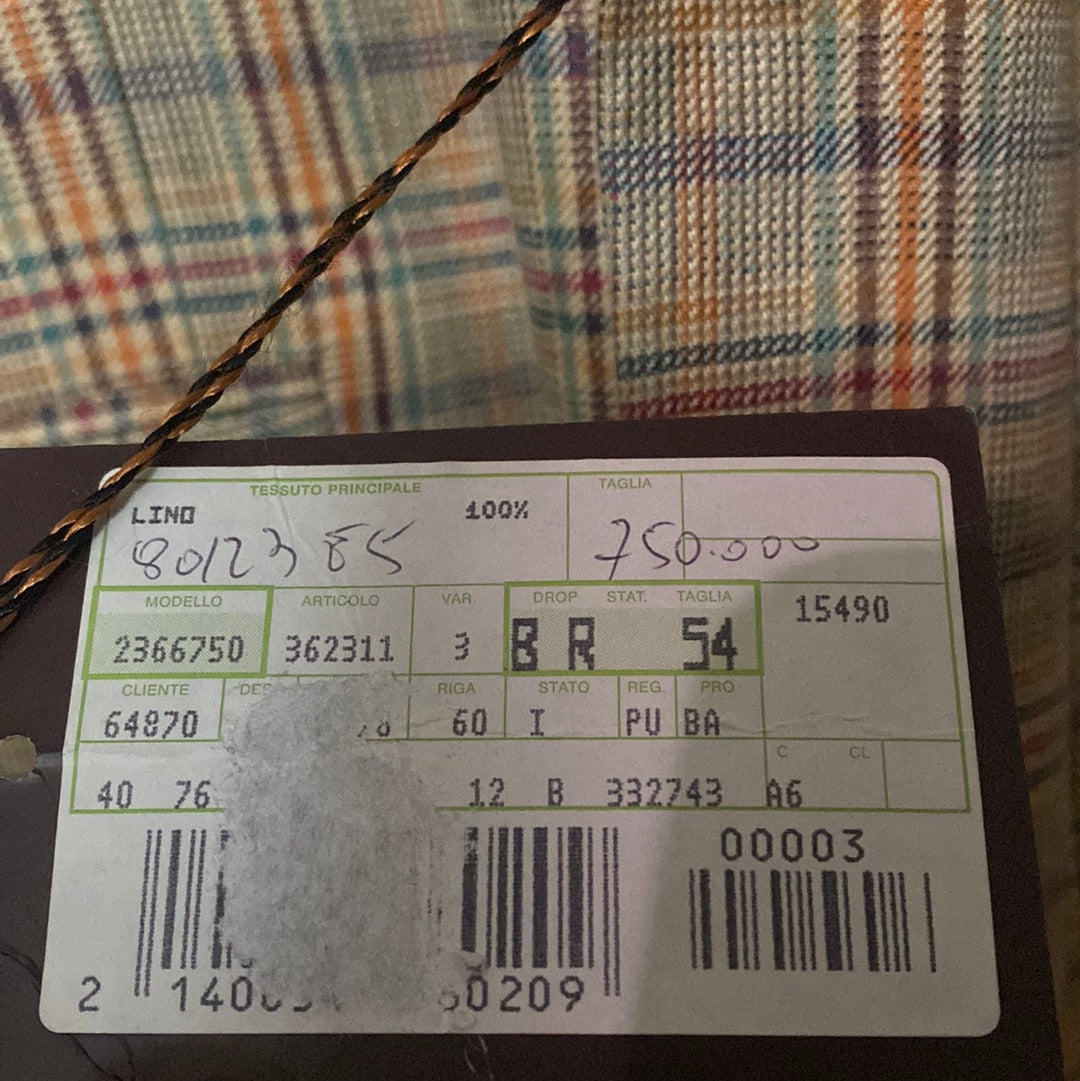 TESSUTO PRINCIPALE TAGLIA
LINO 100%
750.000
MODELLO ARTICOLO VAR. DROP STAT. TAGLIA
2366750 362311 3 B R 54 15490
CLIENTE RIGA STATO REG. PRO
64870 60 I PU BA
C CL
40 76 12 B 332743 A6
00003
2 140 0209